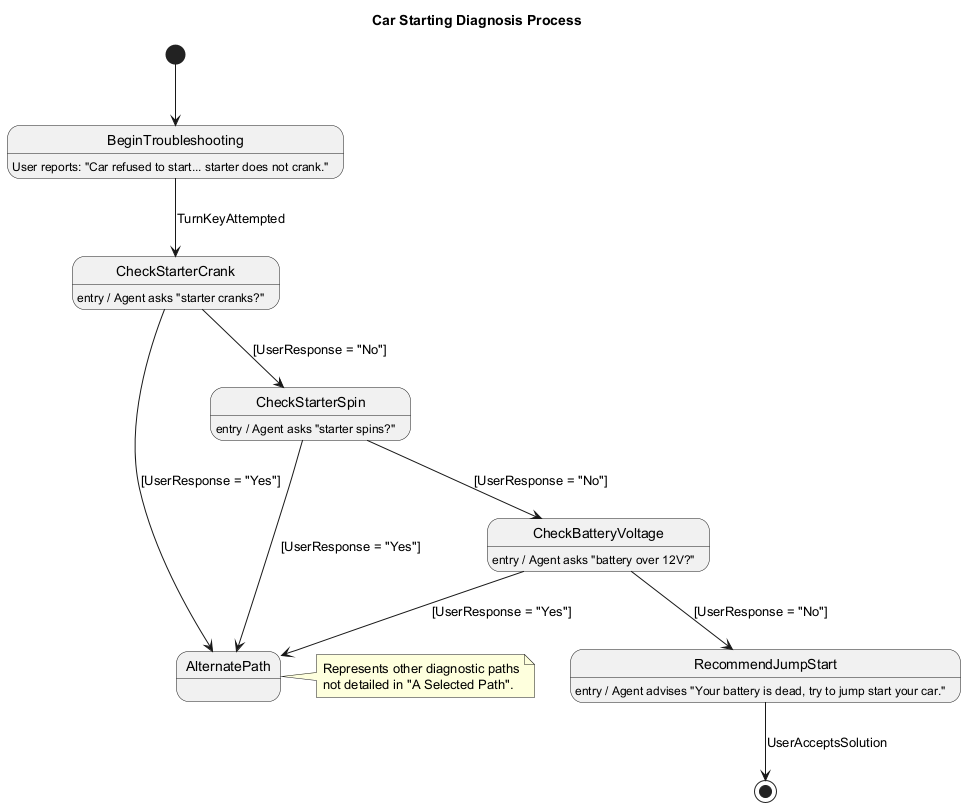 Car Starting Diagnosis Process
BeginTroubleshooting
User reports: "Car refused to start... starter does not crank."
TurnKeyAttempted
CheckStarterCrank
entry / Agent asks "starter cranks?"
[UserResponse = "No"]
CheckStarterSpin
entry / Agent asks "starter spins?"
[UserResponse = "Yes"]
[UserResponse = "No"]
[UserResponse = "Yes"]
CheckBatteryVoltage
entry / Agent asks "battery over 12V?"
[UserResponse = "Yes"]
[UserResponse = "No"]
AlternatePath
Represents other diagnostic paths
not detailed in "A Selected Path".
RecommendJumpStart
entry / Agent advises "Your battery is dead, try to jump start your car."
UserAcceptsSolution